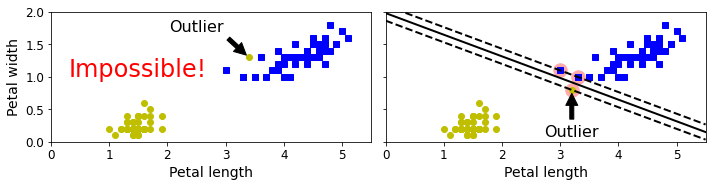 2.0
1.5
1.0
0.5
0.0
Petal width
Outlier
Impossible!
0
1
2
3
4
5
Petal length
Outlier
0
1
2
3
4
5
Petal length